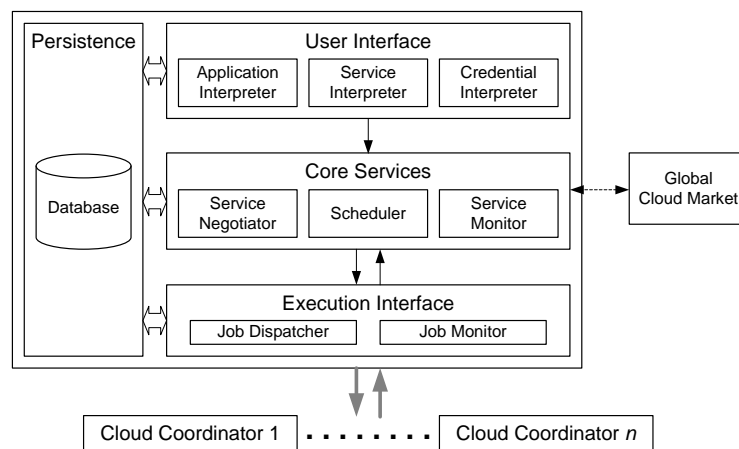 Persistence
User Interface
Application
Interpreter
Service
Interpreter
Credential
Interpreter
Core Services
Database
Service
Negotiator
Scheduler
Service
Monitor
Global
Cloud Market
Execution Interface
Job Dispatcher
Job Monitor
Cloud Coordinator 1
Cloud Coordinator n